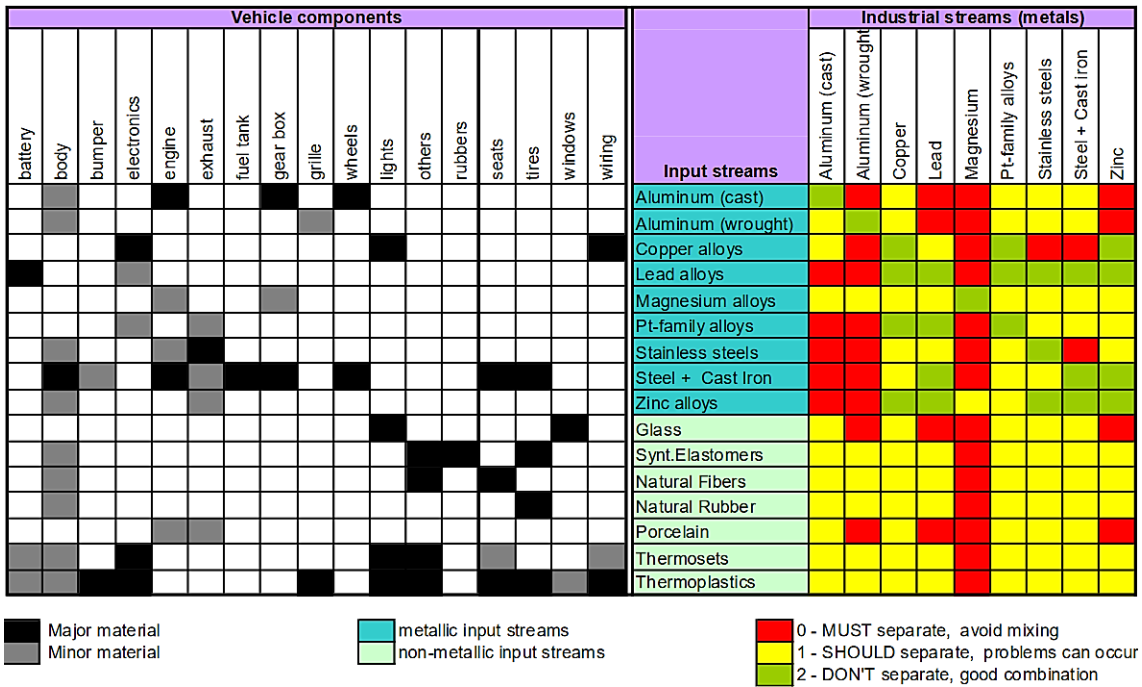 Vehicle components
Industrial streams (metals)
battery
body
bumper
electronics
engine
exhaust
fuel tank
gear box
grille
wheels
lights
others
rubbers
seats
tires
windows
wiring
Input streams
Aluminum (cast)
Aluminum (wrought
Copper
Lead
Magnesium
Pt-family alloys
Stainless steels
Steel + Cast iron
Zinc
Aluminum (cast)
Aluminum (wrought)
Copper alloys
Lead alloys
Magnesium alloys
Pt-family alloys
Stainless steels
Steel + Cast Iron
Zinc alloys
Glass
Synt.Elastomers
Natural Fibers
Natural Rubber
Porcelain
Thermosets
Thermoplastics
Major material
Minor material
metallic input streams
non-metallic input streams
0 - MUST separate, avoid mixing
1 - SHOULD separate, problems can occur
2 - DON'T separate, good combination